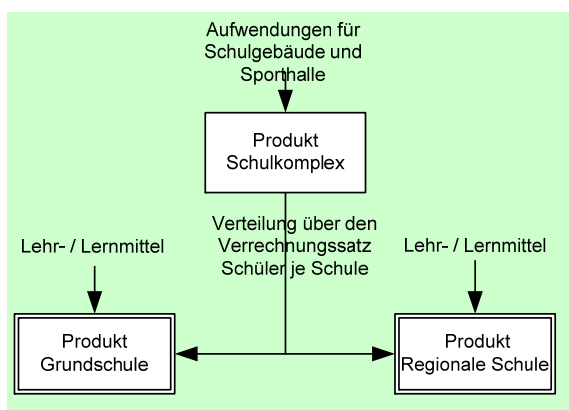 Aufwendungen für
Schulgebäude und
Sporthalle
Produkt
Schulkomplex
Verteilung über den
Verrechnungssatz
Schüler je Schule
Lehr- / Lernmittel
Lehr- / Lernmittel
Produkt
Grundschule
Produkt
Regionale Schule